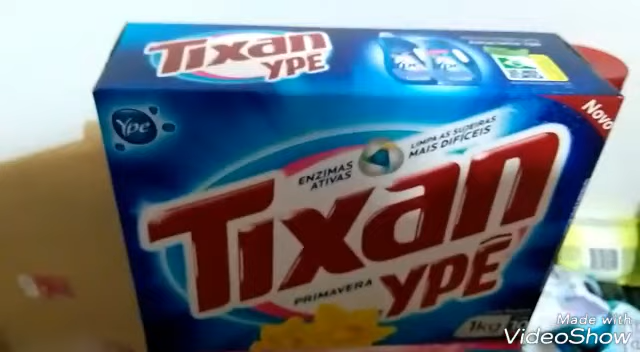 Tixan
YPÊ
Ypê
Novo
ENZIMAS
ATIVAS
LIMPA AS SUJEIRAS
MAIS DIFÍCEIS
Tixan
PRIMAVERA
YPÊ
1kg
Made with
VideoShow